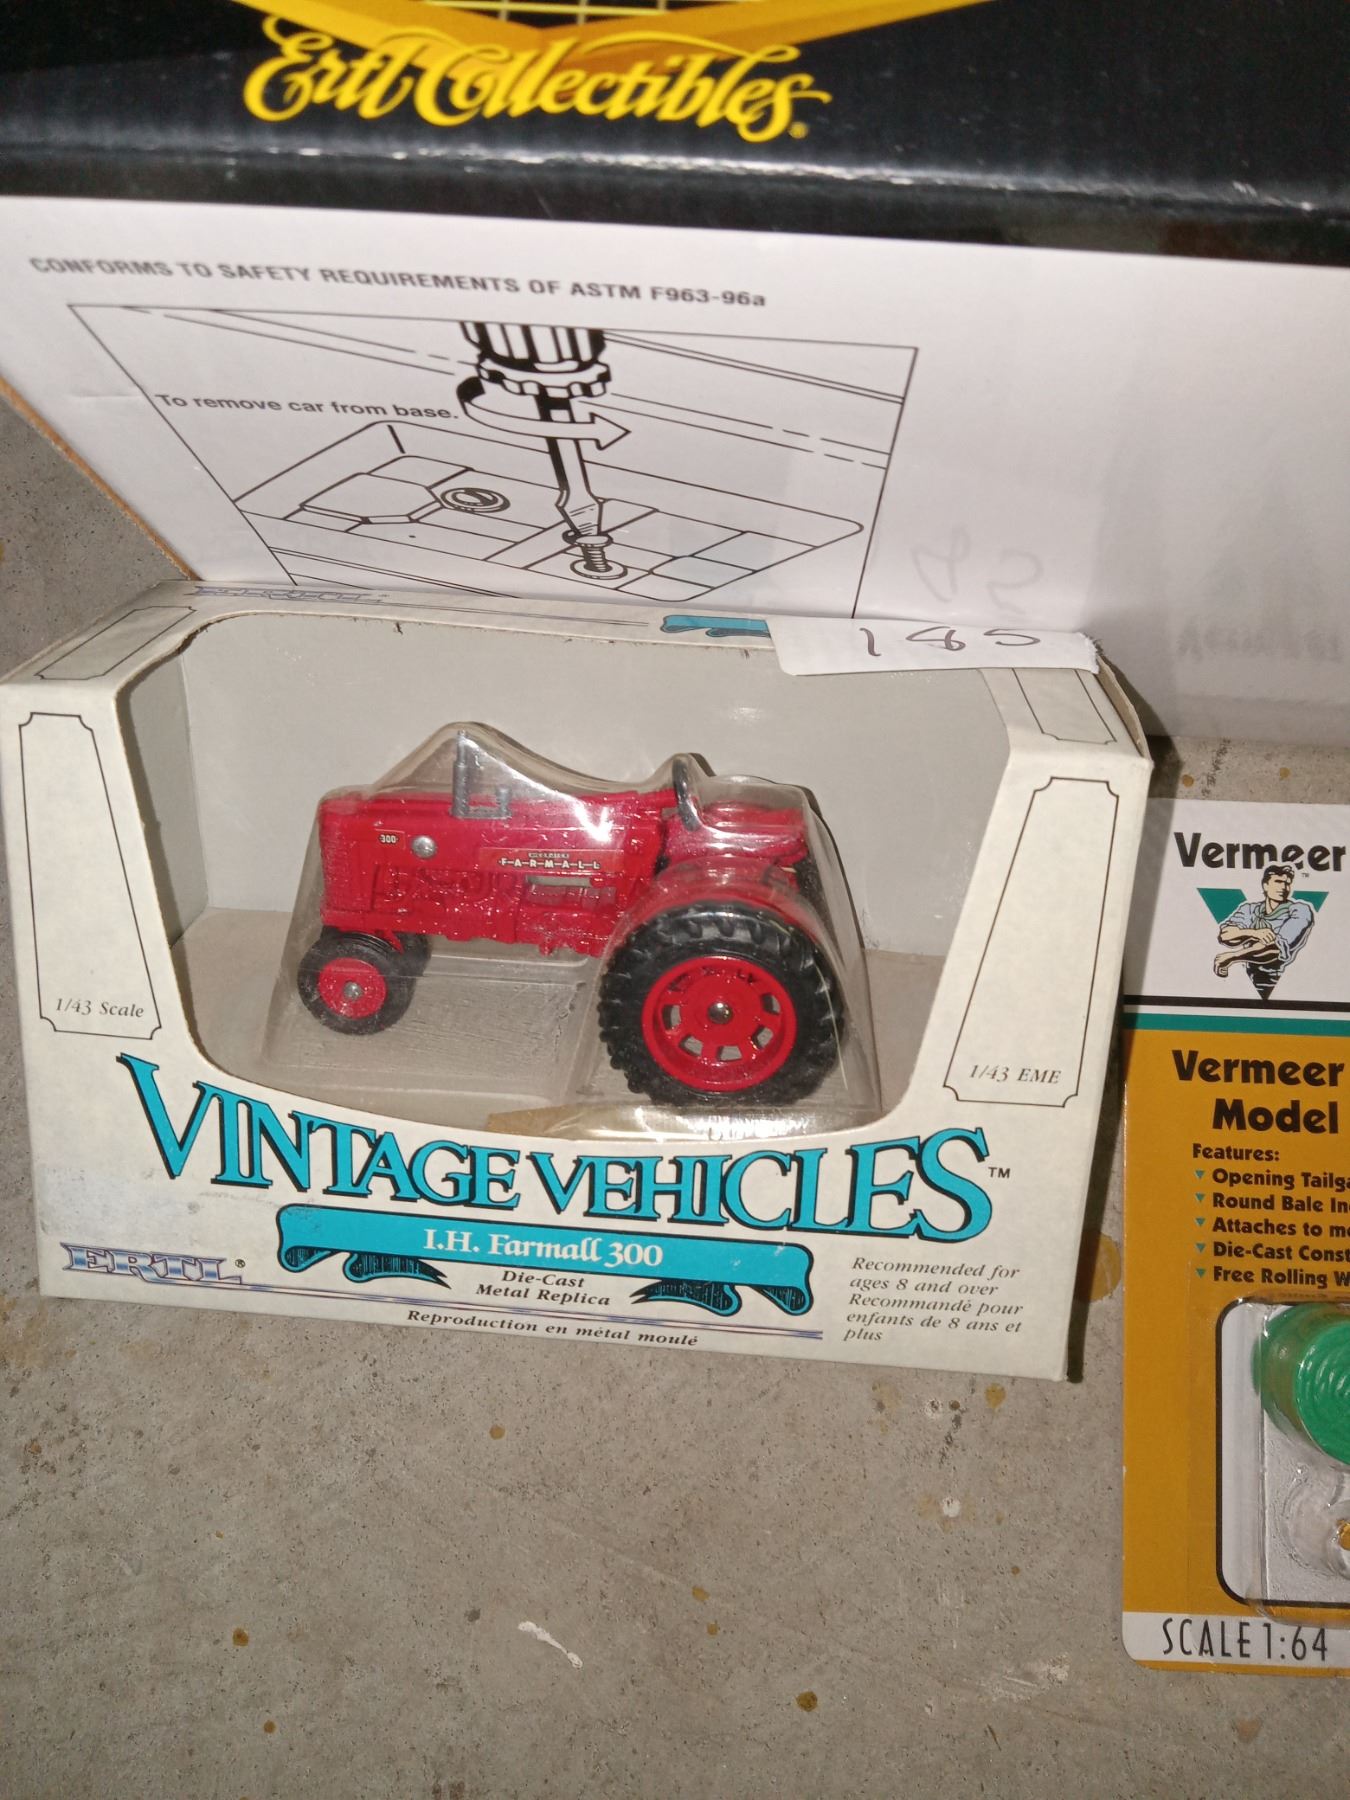 Ertl Collectibles®
CONFORMS TO SAFETY REQUIREMENTS OF ASTM F963-96a
To remove car from base.
185
300
F-A-R-M-A-L-L
1/43 Scale
1/43 EME
VINTAGE VEHICLES™
I.H. Farmall 300
ERTL®
Die-Cast
Metal Replica
Reproduction en métal moulé
Recommended for
ages 8 and over
Recommandé pour
enfants de 8 ans et
plus
Vermeer
Vermeer
Model
Features:
Opening Tailga
Round Bale In
Attaches to mo
Die-Cast Const
Free Rolling W
SCALE 1:64